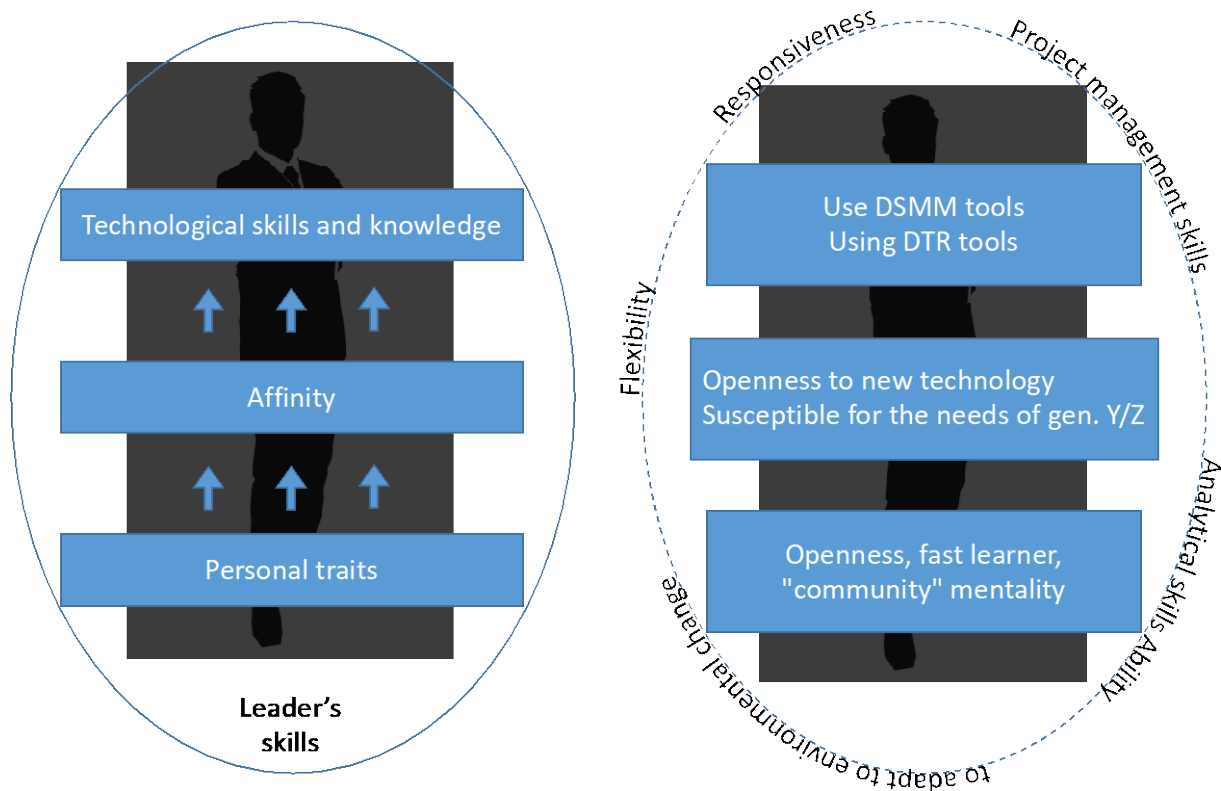 Technological skills and knowledge
Affinity
Personal traits
Leader's
skills
Responsiveness
Project management skills
Use DSMM tools
Using DTR tools
Flexibility
Openness to new technology
Susceptible for the needs of gen. Y/Z
Openness, fast learner,
"community" mentality
Analytical skills Ability
to adapt to environmental change